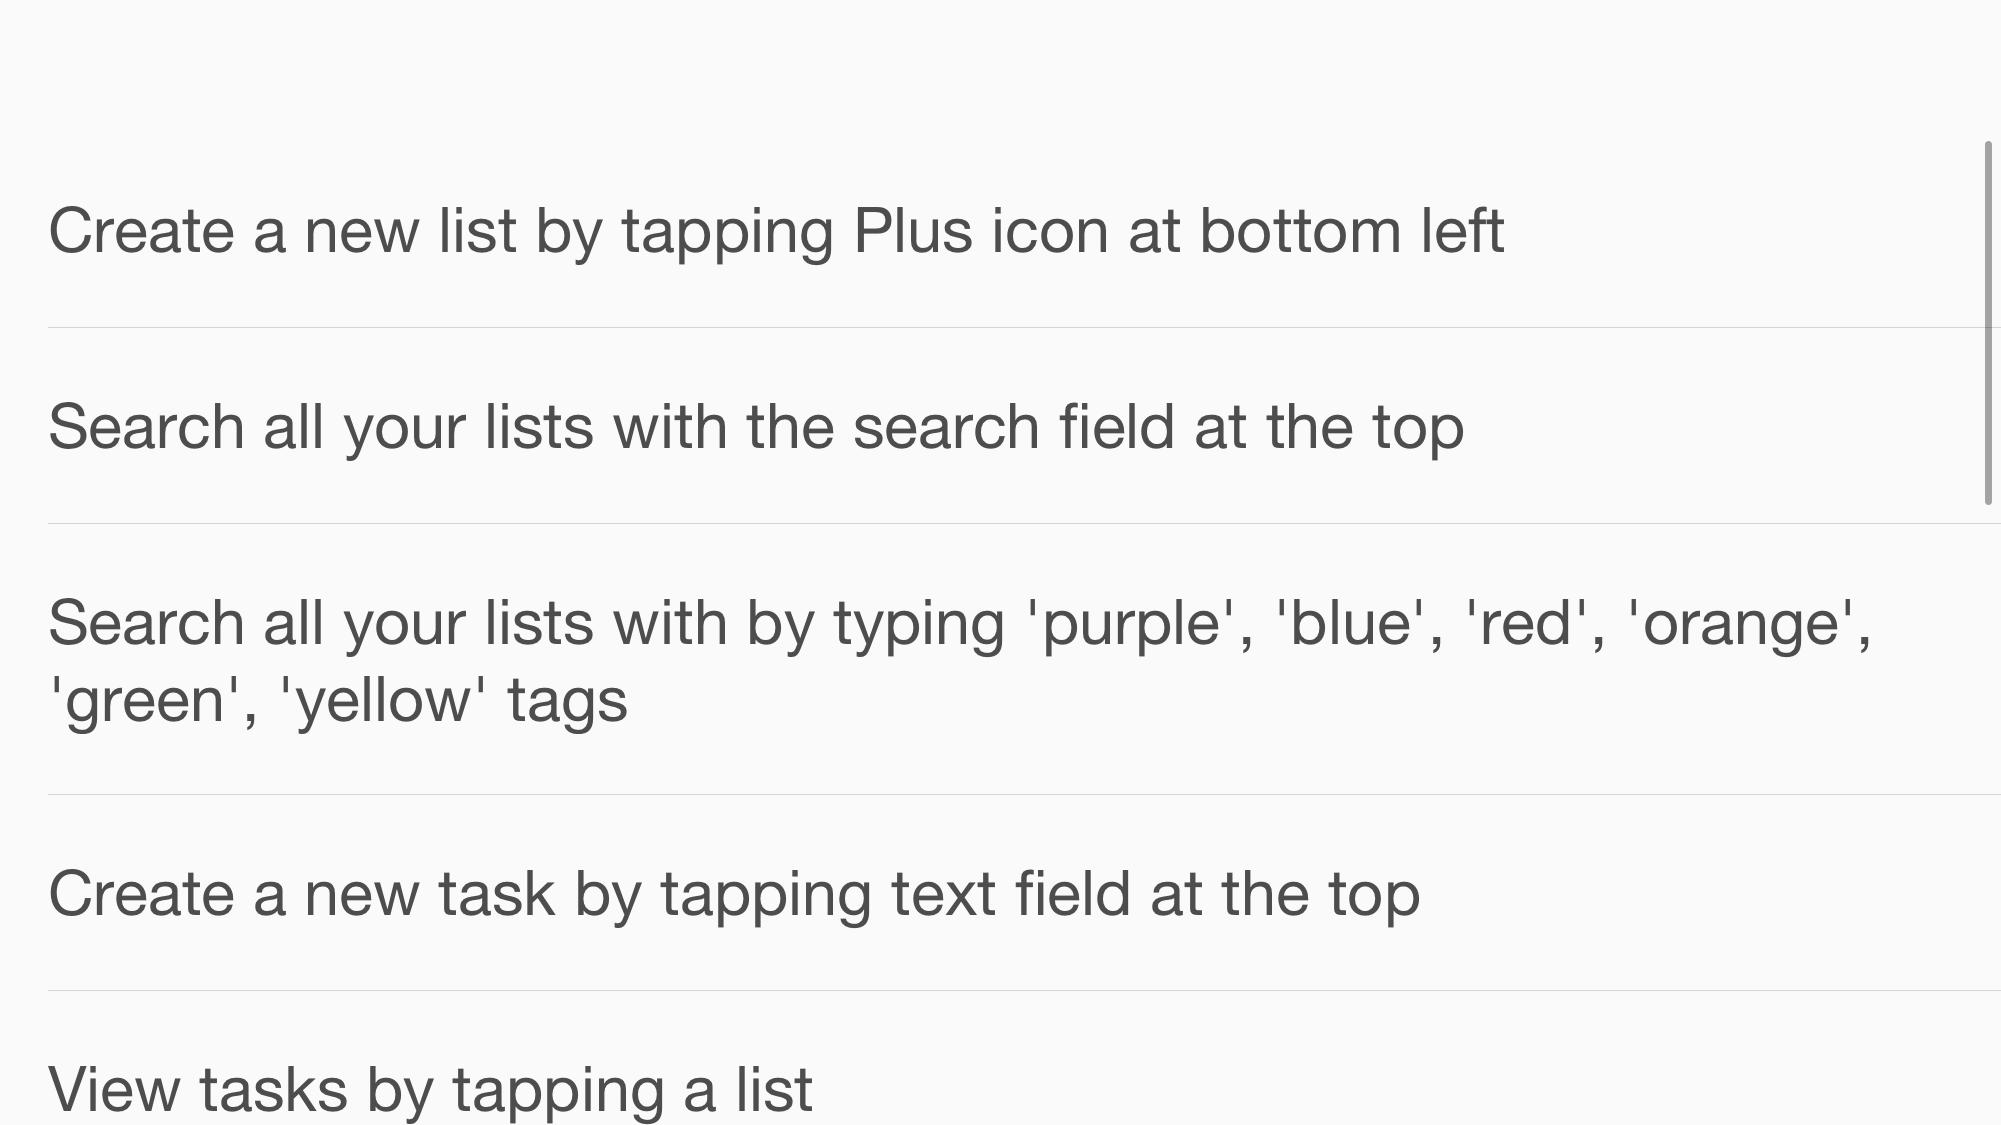 Create a new list by tapping Plus icon at bottom left
Search all your lists with the search field at the top
Search all your lists with by typing 'purple', 'blue', 'red', 'orange',
'green', 'yellow' tags
Create a new task by tapping text field at the top
View tasks by tapping a list